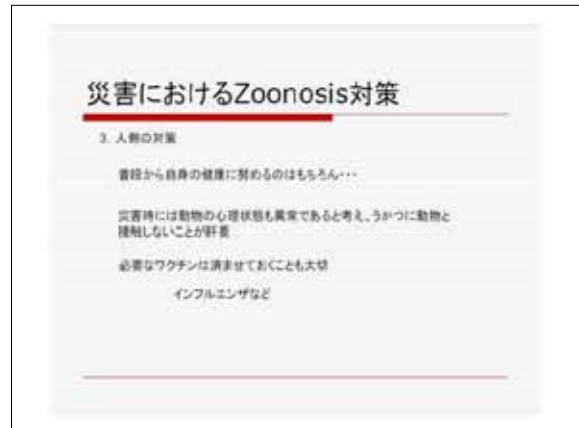 災害におけるZoonosis対策
3. 人側の対策
普段から自身の健康に努めるのはもちろん・・・
災害時には動物の心理状態も異常であると考え、うかつに動物と
接触しないことが肝要
必要なワクチンは済ませておくことも大切
インフルエンザなど